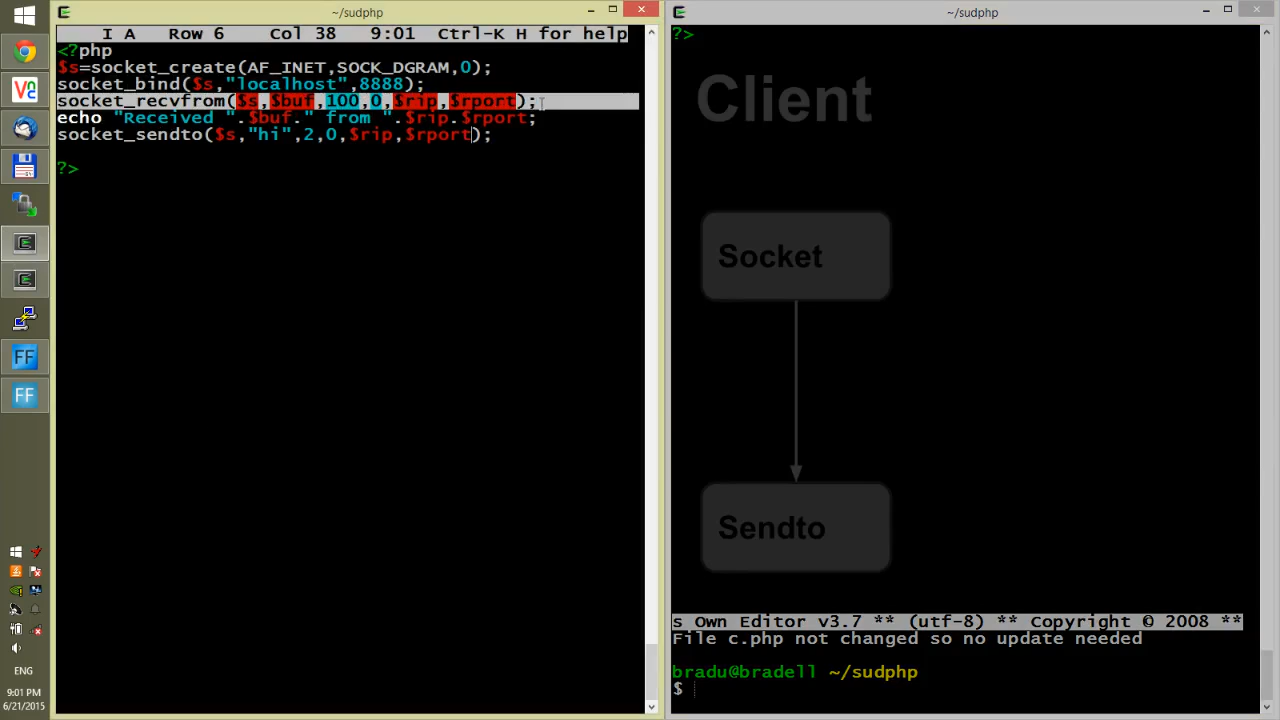 ~/sudphp
I A Row 6 Col 38 9:01 Ctrl-K H for help
<?php
$s=socket_create(AF_INET,SOCK_DGRAM,0);
socket_bind($s,"localhost",8888);
socket_recvfrom($s,$buf,100,0,$rip,$rport);
echo "Received ".$buf." from ".$rip.$rport;
socket_sendto($s,"hi",2,0,$rip,$rport);
?>
~/sudphp
?>
Client
Socket
Sendto
s Own Editor v3.7 ** (utf-8) ** Copyright © 2008 **
File c.php not changed so no update needed
bradu@bradell ~/sudphp
$
FF
FF
ENG
9:01 PM
6/21/2015